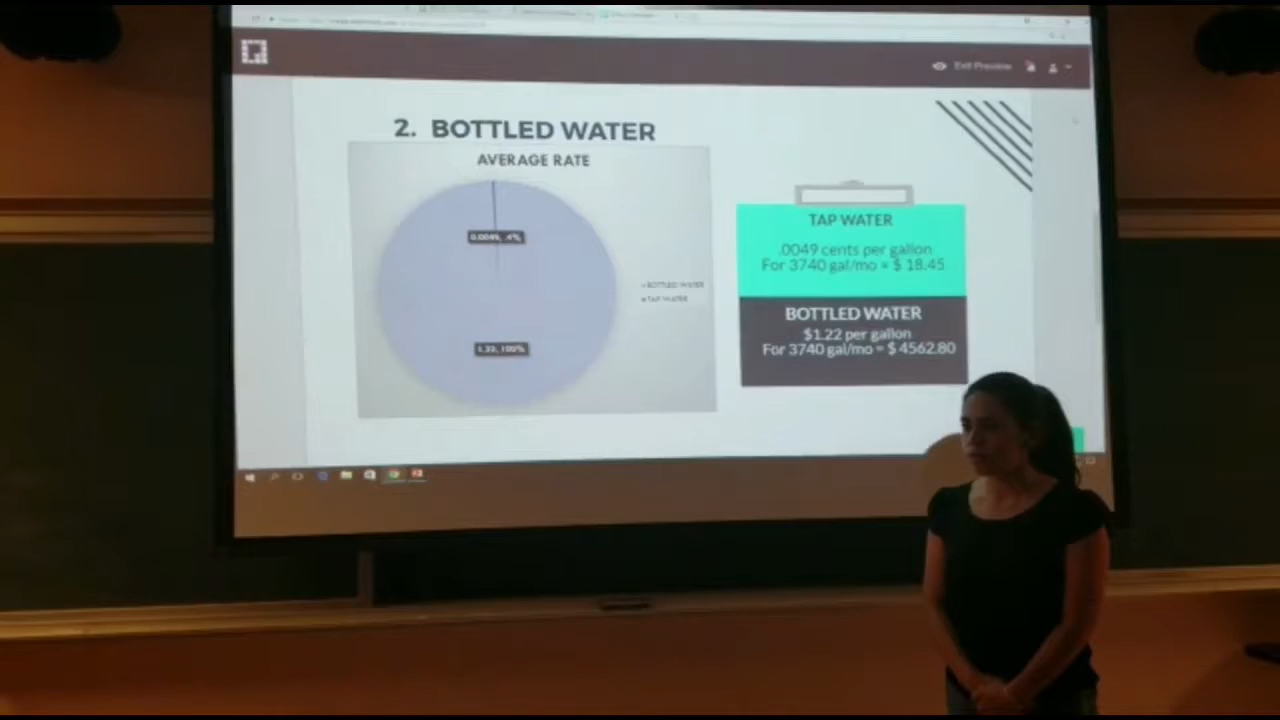 Exit Preview
2. BOTTLED WATER
AVERAGE RATE
0.0049, .4%
1.22, 100%
BOTTLED WATER
TAP WATER
TAP WATER
.0049 cents per gallon
For 3740 gal/mo = $ 18.45
BOTTLED WATER
$1.22 per gallon
For 3740 gal/mo = $ 4562.80